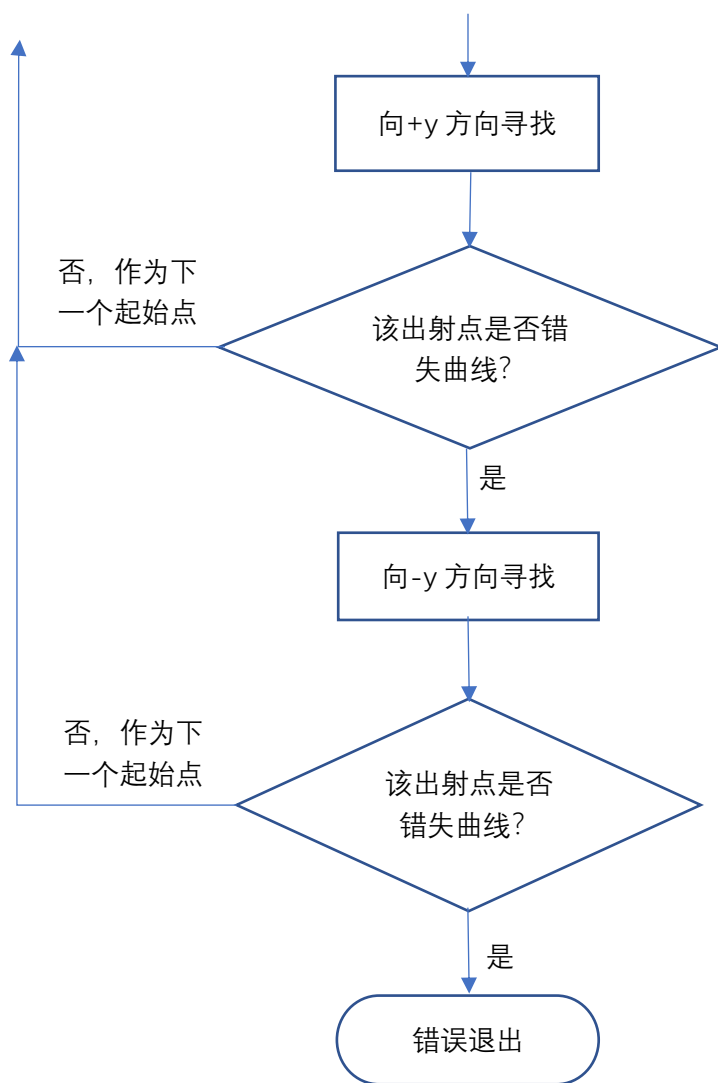 向+y 方向寻找
否，作为下
一个起始点
该出射点是否错
失曲线？
是
向-y 方向寻找
否，作为下
一个起始点
该出射点是否
错失曲线？
是
错误退出